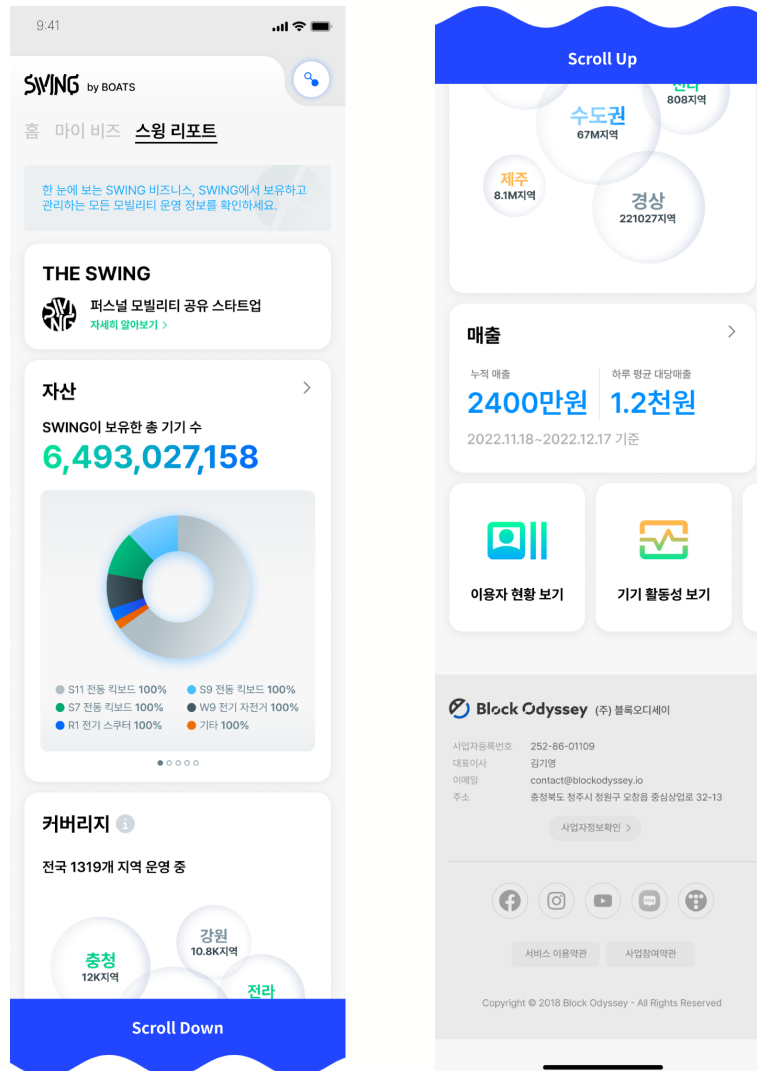 9:41
SWING by BOATS
홈 마이 비즈 스윙 리포트
한 눈에 보는 SWING 비즈니스, SWING에서 보유하고
관리하는 모든 모빌리티 운영 정보를 확인하세요.
THE SWING
SWING
퍼스널 모빌리티 공유 스타트업
자세히 알아보기 >
자산
SWING이 보유한 총 기기 수
6,493,027,158
S11 전동 킥보드 100%
S9 전동 킥보드 100%
S7 전동 킥보드 100%
W9 전기 자전거 100%
R1 전기 스쿠터 100%
기타 100%
커버리지 i
전국 1319개 지역 운영 중
강원
10.8K지역
충청
12K지역
전라
Scroll Down
Scroll Up
전라
808지역
수도권
67M지역
제주
8.1M지역
경상
221027지역
매출
누적 매출
2400만원
하루 평균 대당매출
1.2천원
2022.11.18~2022.12.17 기준
이용자 현황 보기
기기 활동성 보기
Block Odyssey (주) 블록오디세이
사업자등록번호 252-86-01109
대표이사 김기영
이메일 contact@blockodyssey.io
주소 충청북도 청주시 청원구 오창읍 중심상업로 32-13
사업자정보확인 >
서비스 이용약관
사업참여약관
Copyright © 2018 Block Odyssey - All Rights Reserved